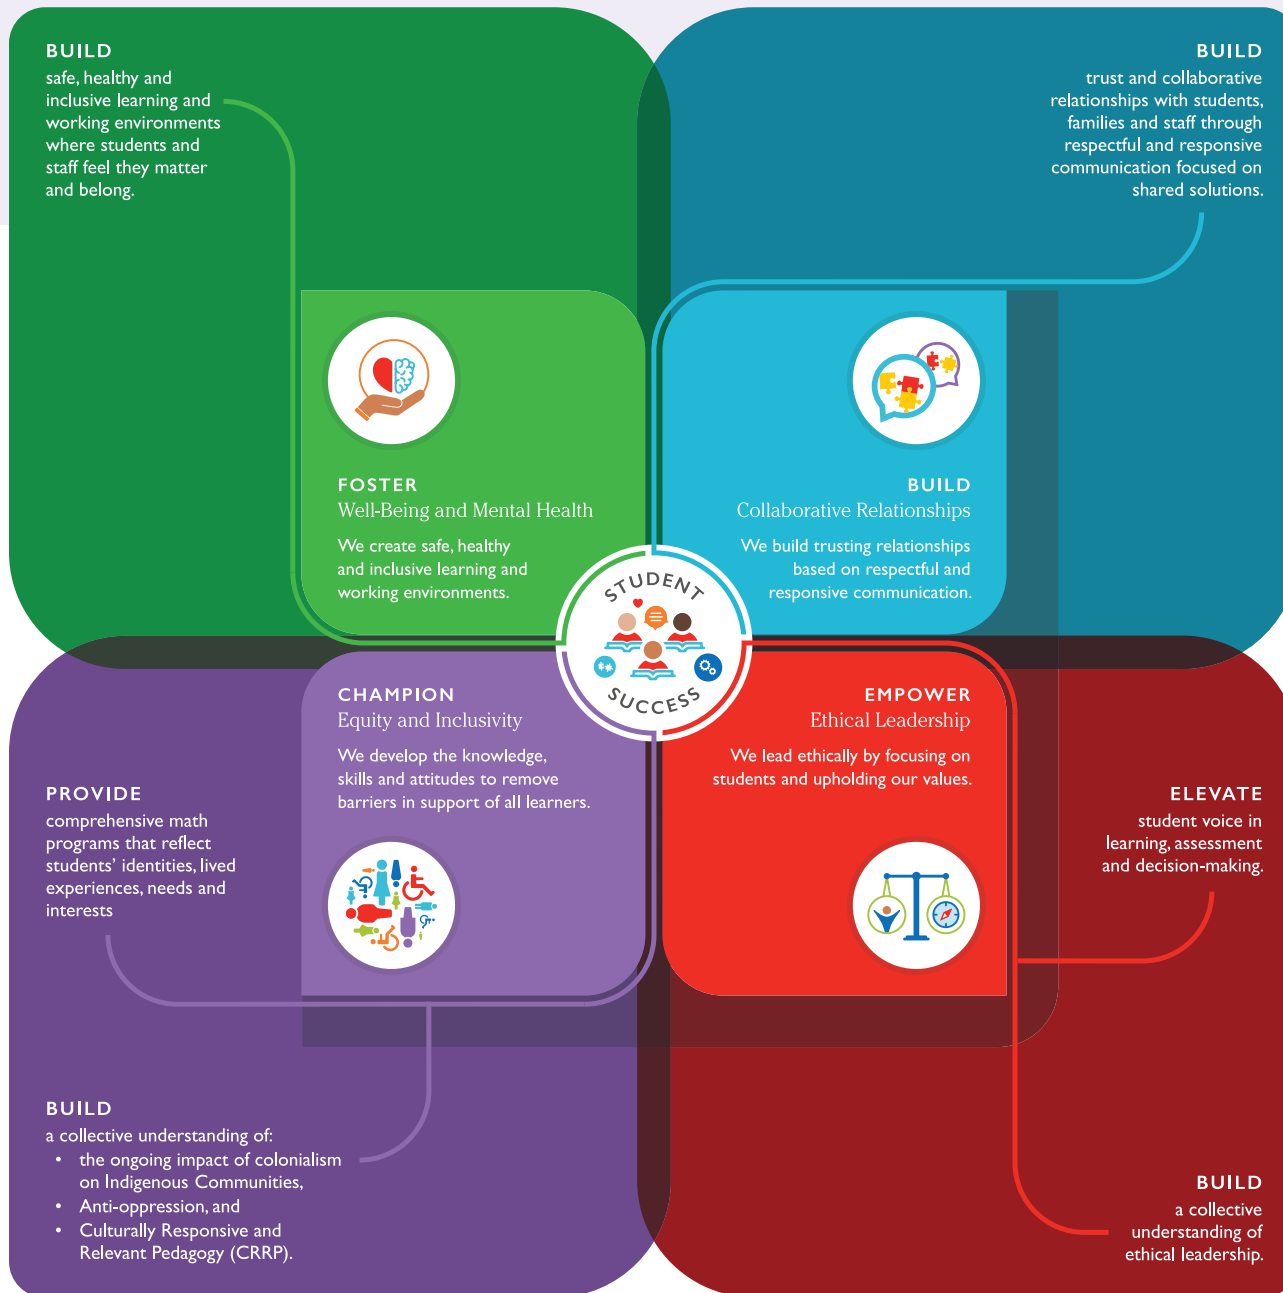 BUILD
safe, healthy and
inclusive learning and
working environments
where students and
staff feel they matter
and belong.
BUILD
trust and collaborative
relationships with students,
families and staff through
respectful and responsive
communication focused on
shared solutions.
FOSTER
Well-Being and Mental Health
We create safe, healthy
and inclusive learning and
working environments.
BUILD
Collaborative Relationships
We build trusting relationships
based on respectful and
responsive communication.
STUDENT
SUCCESS
CHAMPION
Equity and Inclusivity
We develop the knowledge,
skills and attitudes to remove
barriers in support of all learners.
EMPOWER
Ethical Leadership
We lead ethically by focusing on
students and upholding our values.
PROVIDE
comprehensive math
programs that reflect
students’ identities, lived
experiences, needs and
interests
ELEVATE
student voice in
learning, assessment
and decision-making.
BUILD
a collective understanding of:
• the ongoing impact of colonialism
on Indigenous Communities,
• Anti-oppression, and
• Culturally Responsive and
Relevant Pedagogy (CRRP).
BUILD
a collective
understanding of
ethical leadership.